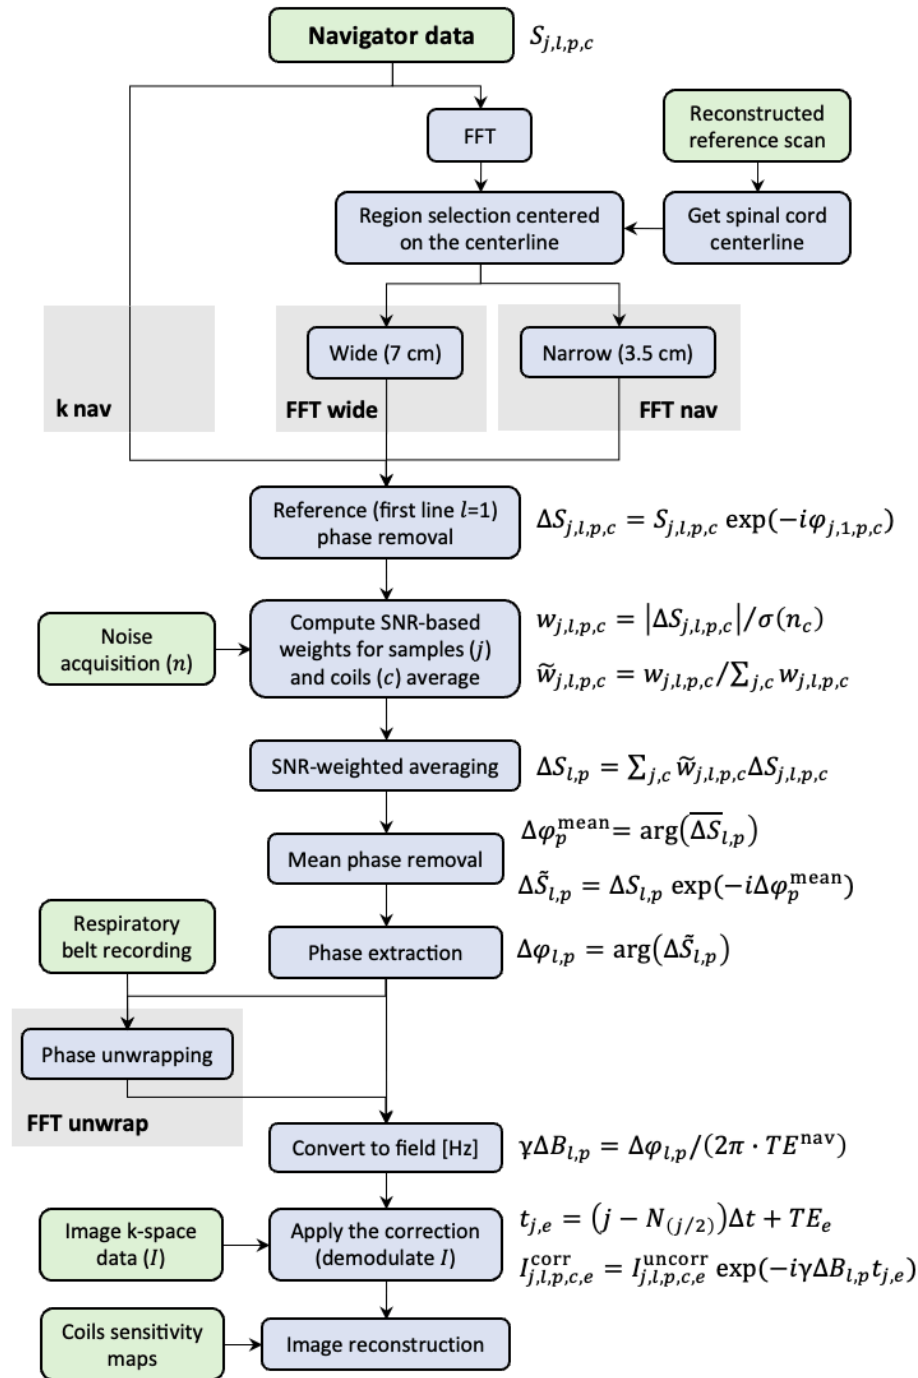 Navigator data
S_{j,l,p,c}
FFT
Reconstructed
reference scan
Region selection centered
on the centerline
Get spinal cord
centerline
Wide (7 cm)
Narrow (3.5 cm)
k nav
FFT wide
FFT nav
Reference (first line l=1)
phase removal
ΔS_{j,l,p,c} = S_{j,l,p,c} exp(−iφ_{j,1,p,c})
Noise
acquisition (n)
Compute SNR-based
weights for samples (j)
and coils (c) average
w_{j,l,p,c} = |ΔS_{j,l,p,c}|/σ(n_c)
w̃_{j,l,p,c} = w_{j,l,p,c}/∑_{j,c} w_{j,l,p,c}
SNR-weighted averaging
ΔS_{l,p} = ∑_{j,c} w̃_{j,l,p,c}ΔS_{j,l,p,c}
Mean phase removal
Δφ_p^{mean} = arg(\overline{ΔS}_{l,p})
ΔS̃_{l,p} = ΔS_{l,p} exp(−iΔφ_p^{mean})
Respiratory
belt recording
Phase extraction
Δφ_{l,p} = arg(ΔS̃_{l,p})
Phase unwrapping
FFT unwrap
Convert to field [Hz]
γΔB_{l,p} = Δφ_{l,p}/(2π · TE^{nav})
Image k-space
data (I)
Apply the correction
(demodulate I)
t_{j,e} = (j − N_{(j/2)})Δt + TE_e
I_{j,l,p,c,e}^{corr} = I_{j,l,p,c,e}^{uncorr} exp(−iγΔB_{l,p}t_{j,e})
Coils sensitivity
maps
Image reconstruction